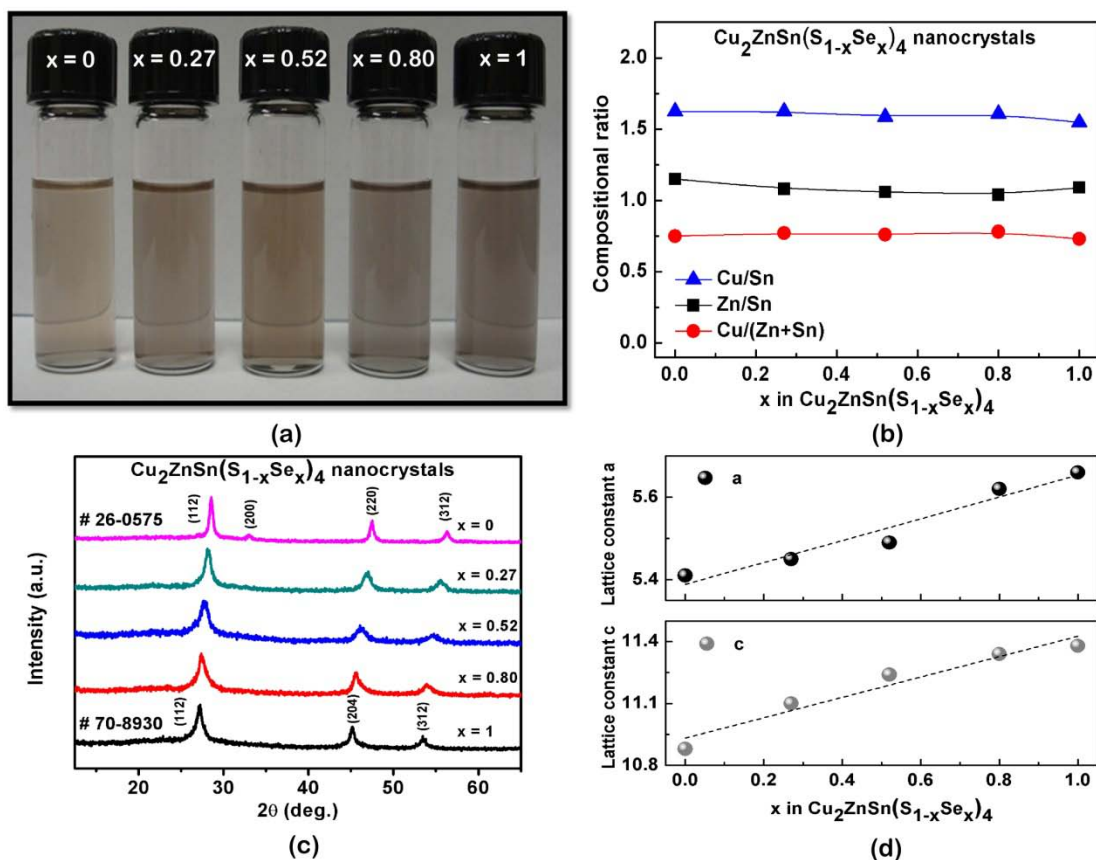 x = 0 x = 0.27 x = 0.52 x = 0.80 x = 1
(a)
Cu2ZnSn(S1-xSex)4 nanocrystals
Compositional ratio
2.0
1.5
1.0
0.5
0.0
Cu/Sn
Zn/Sn
Cu/(Zn+Sn)
0.0 0.2 0.4 0.6 0.8 1.0
x in Cu2ZnSn(S1-xSex)4
(b)
Cu2ZnSn(S1-xSex)4 nanocrystals
Intensity (a.u.)
# 26-0575 (112) (200) (220) (312) x = 0
x = 0.27
x = 0.52
x = 0.80
# 70-8930 (112) (204) (312) x = 1
20 30 40 50 60
2θ (deg.)
(c)
Lattice constant a
5.6
5.4
a
Lattice constant c
11.4
11.1
10.8
c
0.0 0.2 0.4 0.6 0.8 1.0
x in Cu2ZnSn(S1-xSex)4
(d)